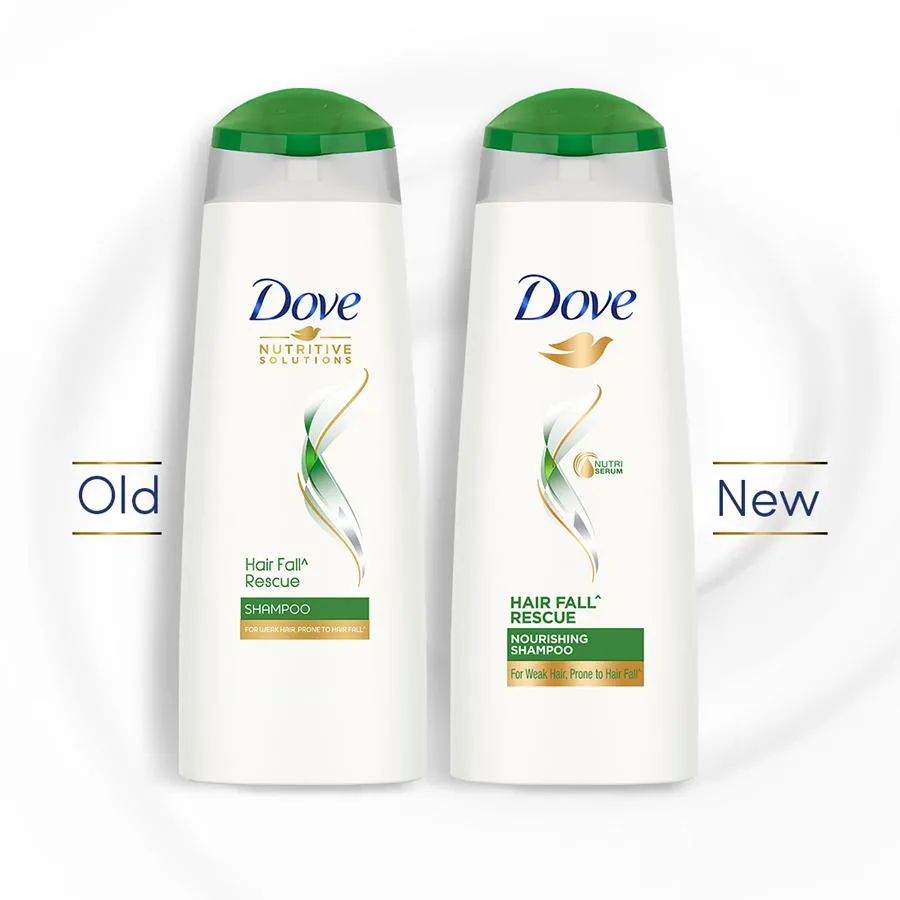 Old
Dove
NUTRITIVE
SOLUTIONS
Hair Fall^
Rescue
SHAMPOO
FOR WEAK HAIR, PRONE TO HAIR FALL^
Dove
NUTRI
SERUM
HAIR FALL^
RESCUE
NOURISHING
SHAMPOO
For Weak Hair, Prone to Hair Fall^
New